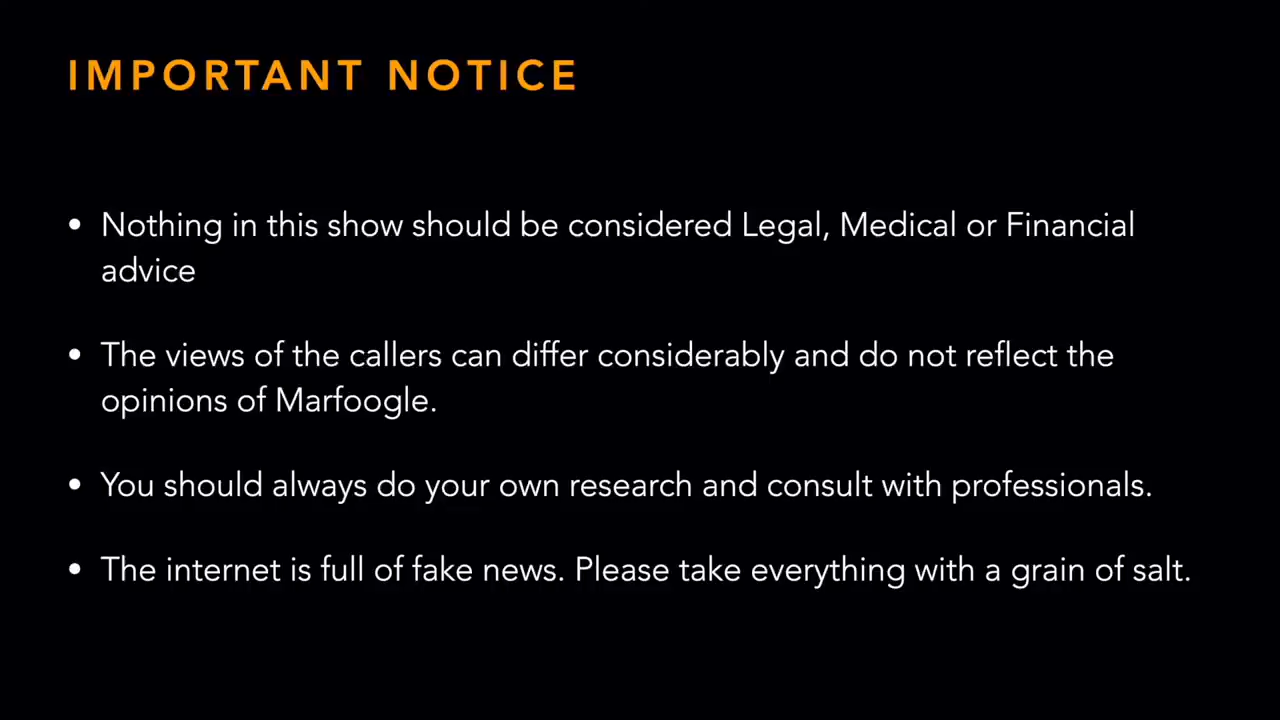 IMPORTANT NOTICE
• Nothing in this show should be considered Legal, Medical or Financial
advice
• The views of the callers can differ considerably and do not reflect the
opinions of Marfoogle.
• You should always do your own research and consult with professionals.
• The internet is full of fake news. Please take everything with a grain of salt.